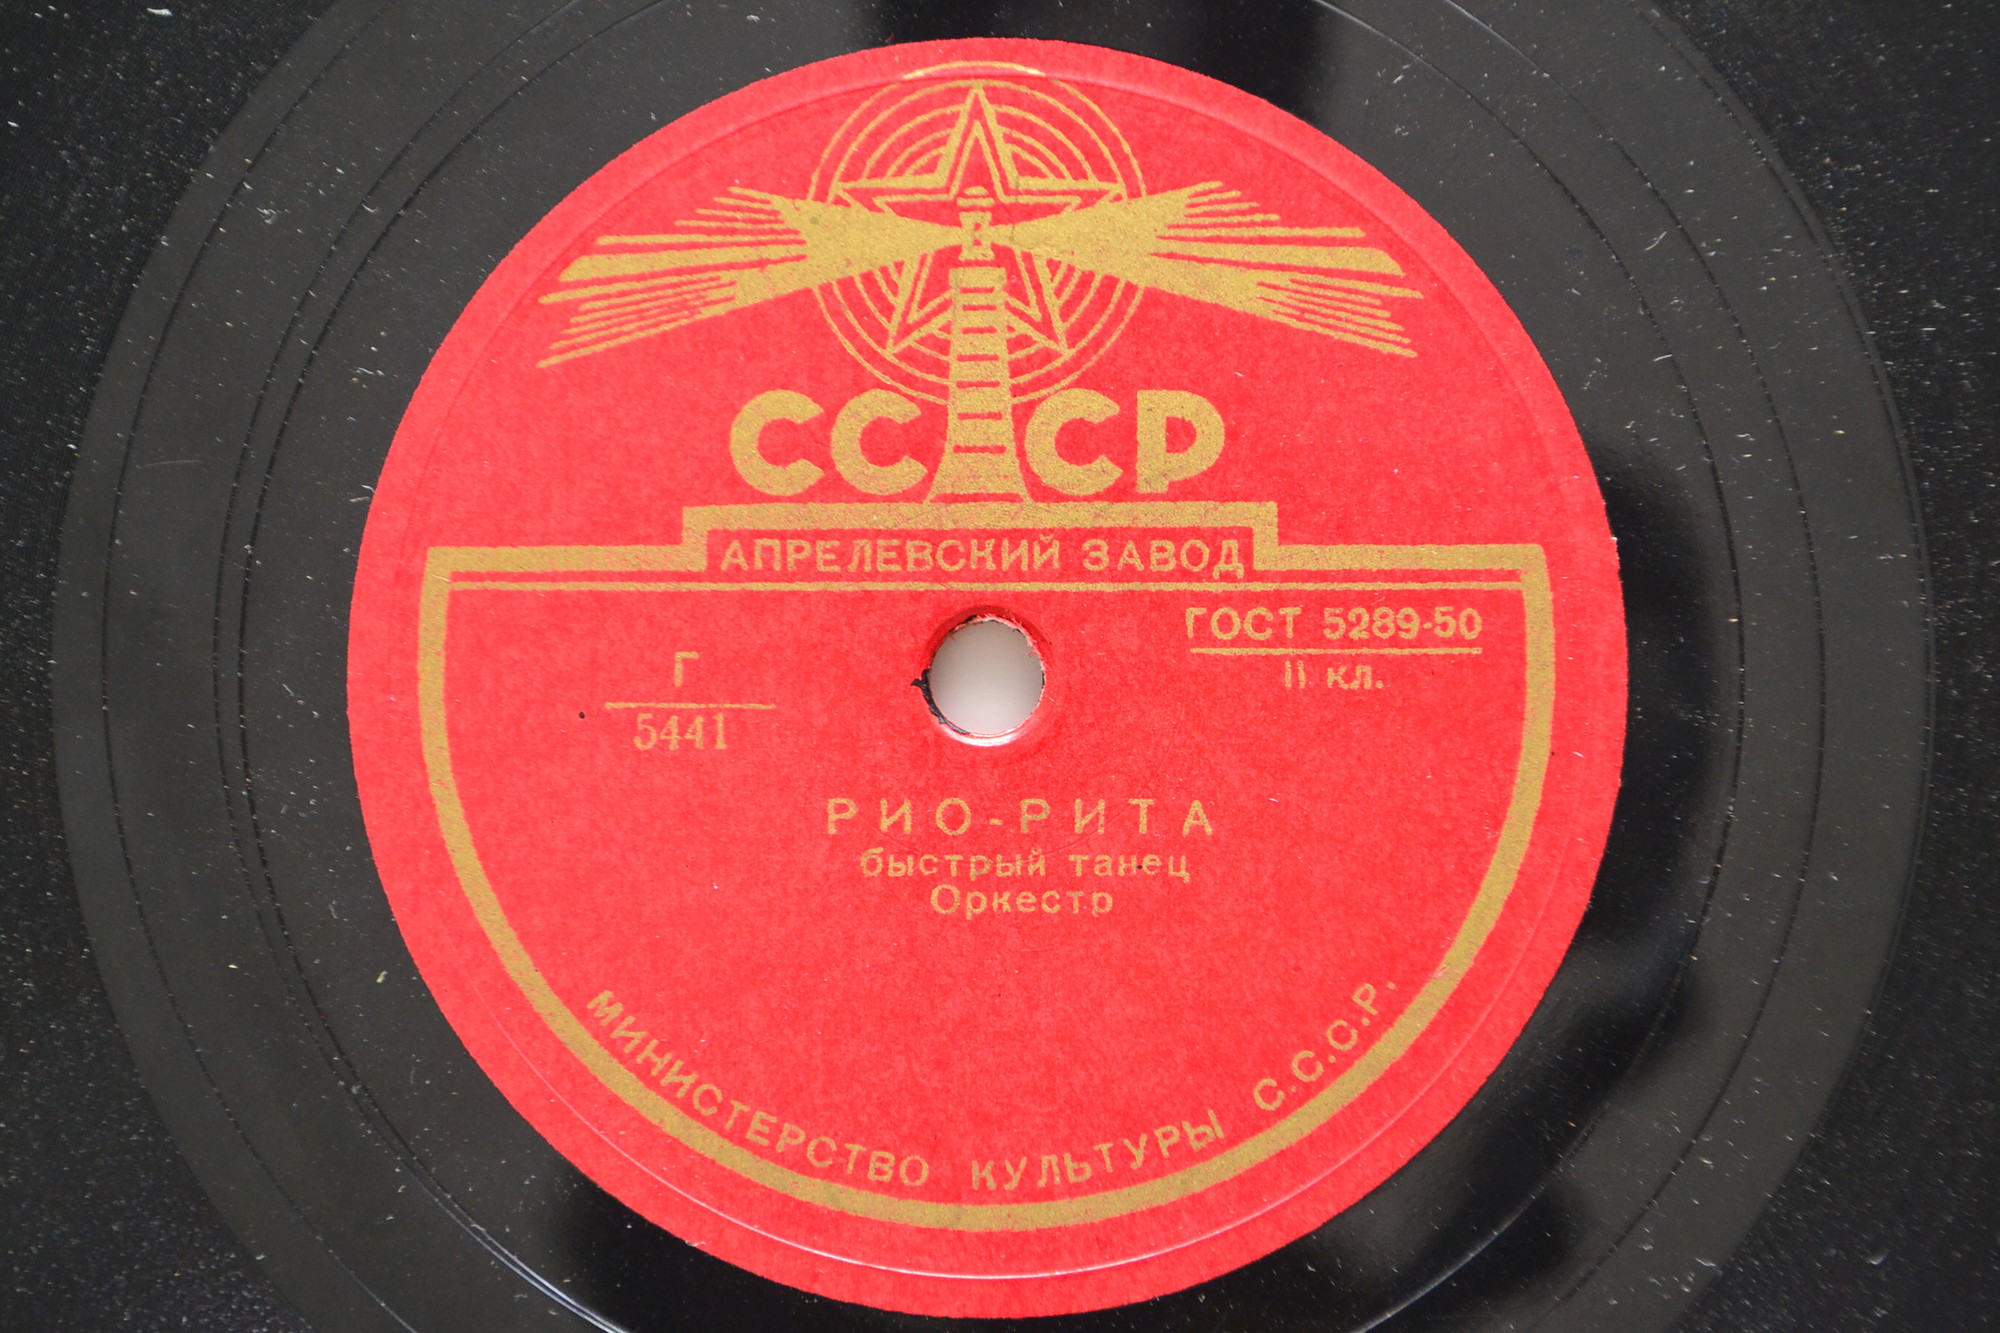 СССР
АПРЕЛЕВСКИЙ ЗАВОД
ГОСТ 5289-50
II кл.
Г
5441
РИО-РИТА
быстрый танец
Оркестр
МИНИСТЕРСТВО КУЛЬТУРЫ С.С.С.Р.